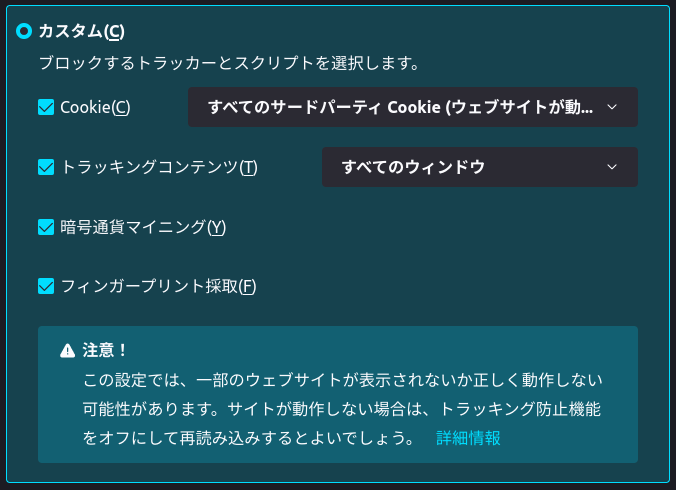 カスタム(C)
ブロックするトラッカーとスクリプトを選択します。
Cookie(C) すべてのサードパーティ Cookie (ウェブサイトが動...
トラッキングコンテンツ(T) すべてのウィンドウ
暗号通貨マイニング(Y)
フィンガープリント採取(F)
注意！
この設定では、一部のウェブサイトが表示されないか正しく動作しない
可能性があります。サイトが動作しない場合は、トラッキング防止機能
をオフにして再読み込みするとよいでしょう。 詳細情報